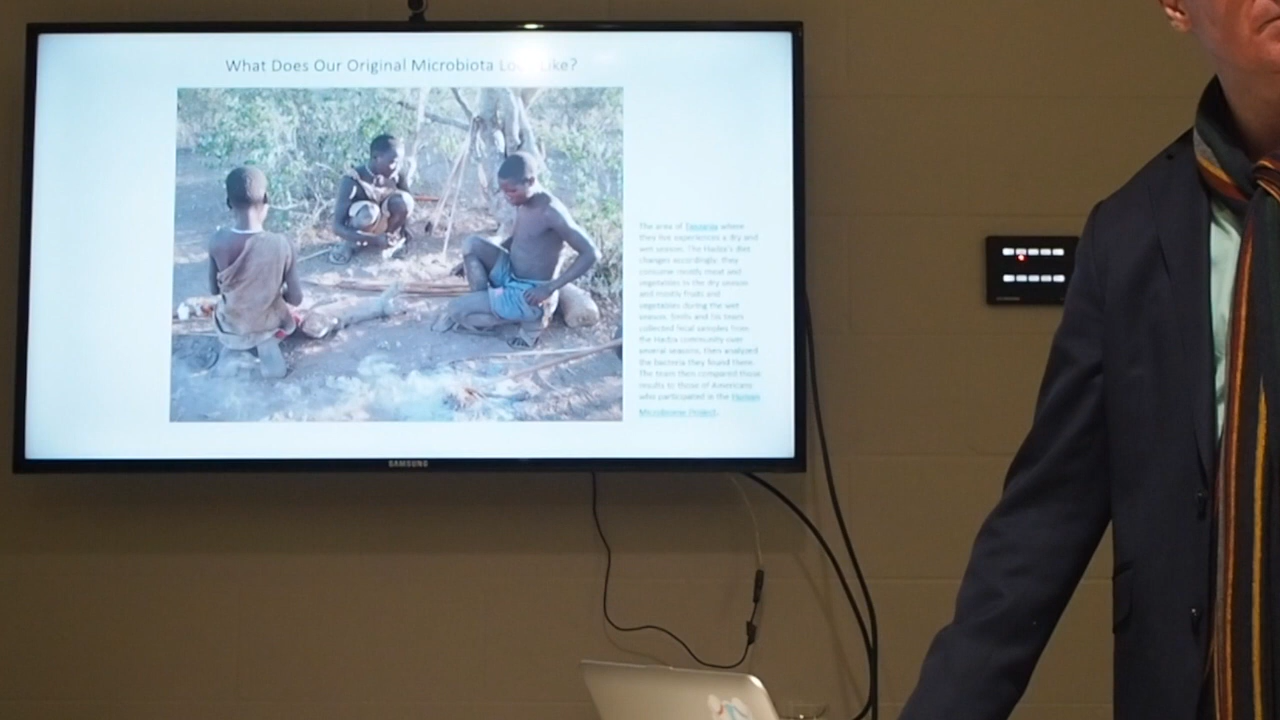 What Does Our Original Microbiota Lo ike?
The area of Tanzania where
they live experiences a dry and
wet season. The Hadza's diet
changes accordingly; they
consume mostly meat and
vegetables in the dry season
and mostly fruits and
vegetables during the wet
season. Smits and his team
collected fecal samples from
the Hadza community over
several seasons, then analyzed
the bacteria they found there.
The team then compared those
results to those of Americans
who participated in the Human
Microbiome Project.
SAMSUNG